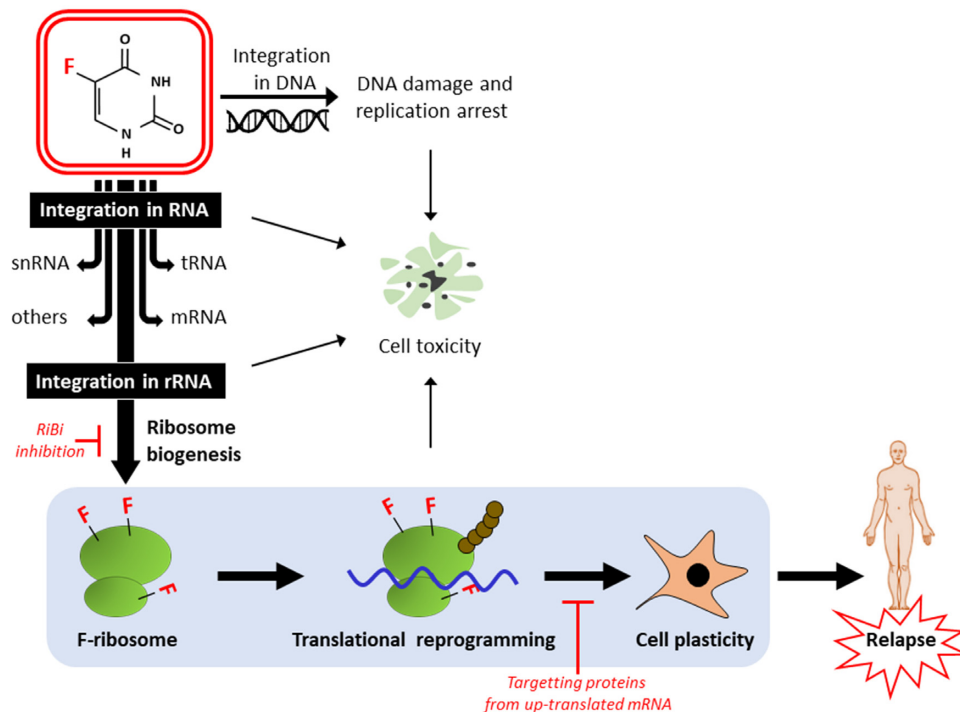 O
F
NH
N
O
H
Integration
in DNA
DNA damage and
replication arrest
Integration in RNA
snRNA
tRNA
others
mRNA
Cell toxicity
Integration in rRNA
RiBi
inhibition
Ribosome
biogenesis
F
F
F
F-ribosome
F
F
F
Translational reprogramming
Cell plasticity
Relapse
Targetting proteins
from up-translated mRNA